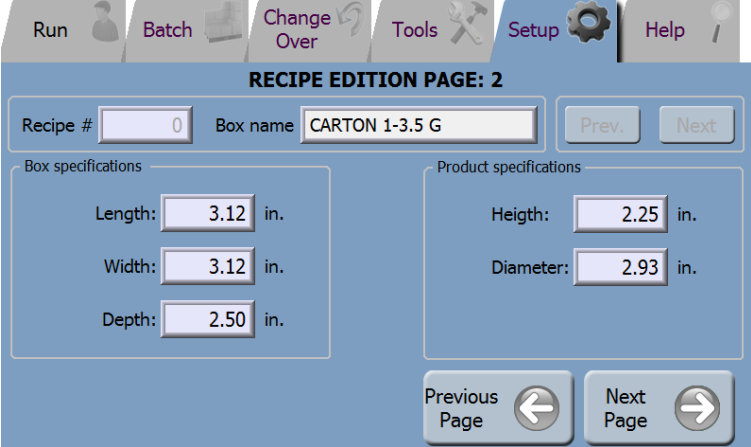 Run Batch Change Over Tools Setup Help
RECIPE EDITION PAGE: 2
Recipe # 0 Box name CARTON 1-3.5 G Prev. Next
Box specifications
Length: 3.12 in.
Width: 3.12 in.
Depth: 2.50 in.
Product specifications
Heigth: 2.25 in.
Diameter: 2.93 in.
Previous
Page
Next
Page